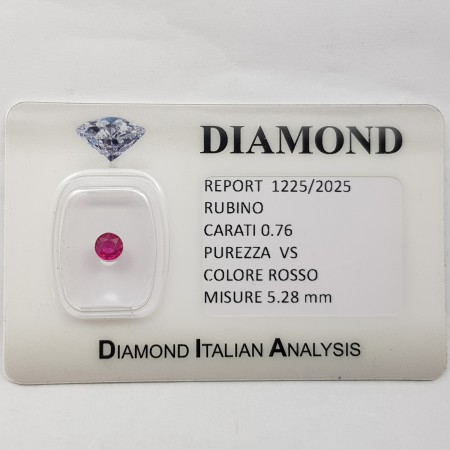 DIAMOND
REPORT 1225/2025
RUBINO
CARATI 0.76
PUREZZA VS
COLORE ROSSO
MISURE 5.28 mm
DIAMOND ITALIAN ANALYSIS